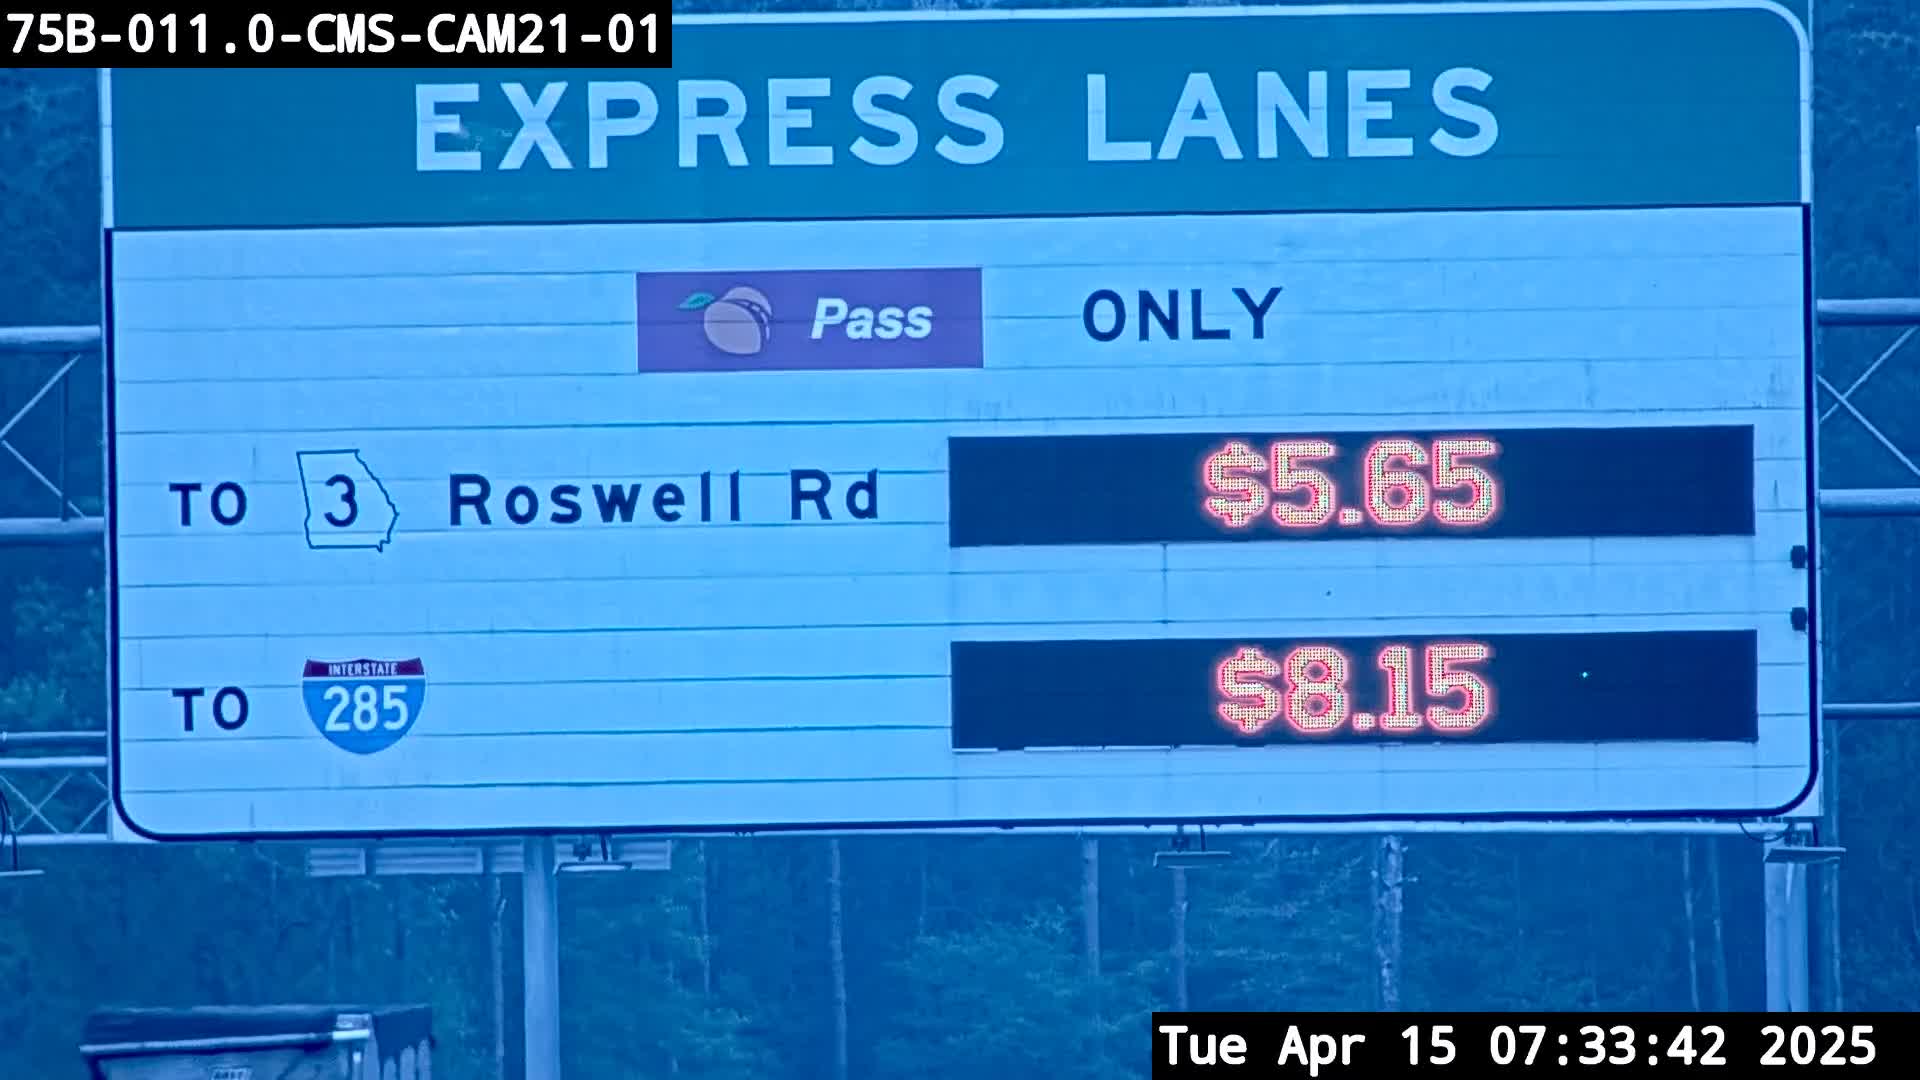 75B-011.0-CMS-CAM21-01
EXPRESS LANES
Pass ONLY
TO 3 Roswell Rd $5.65
INTERSTATE
TO 285 $8.15
Tue Apr 15 07:33:42 2025